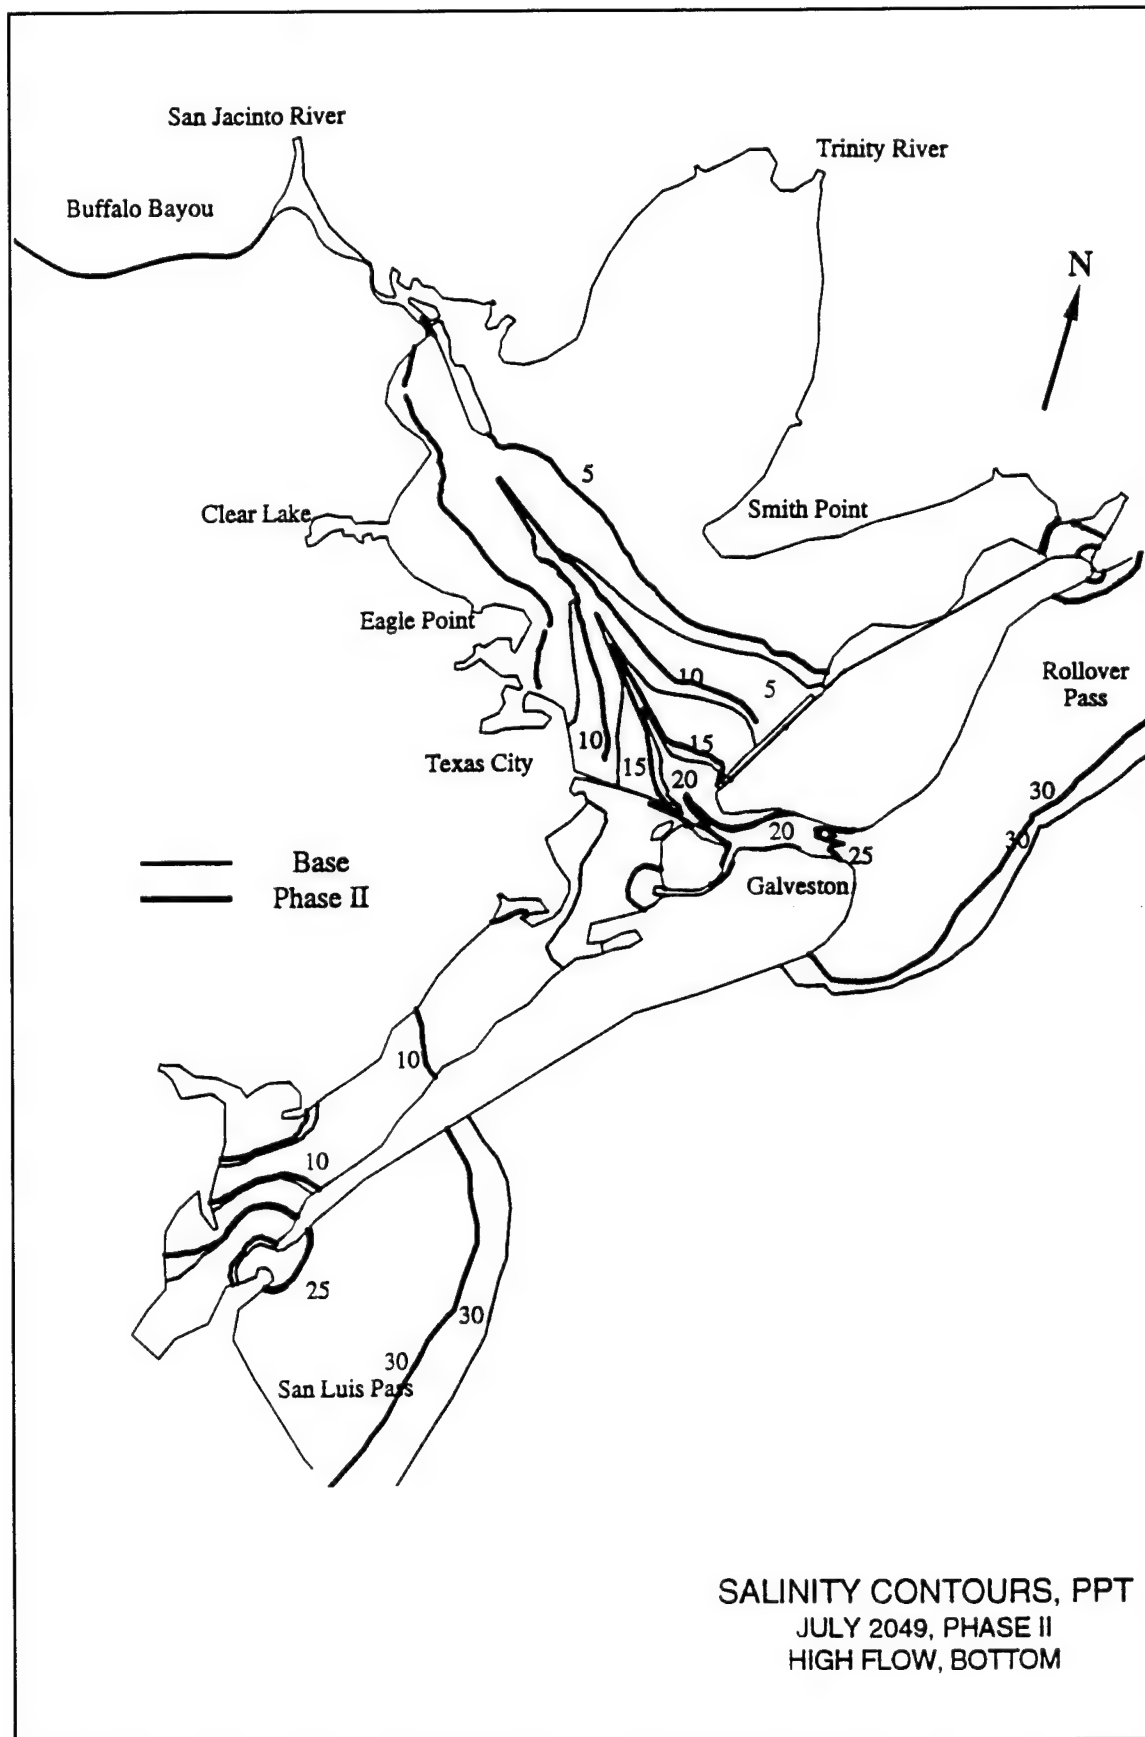 San Jacinto River
Trinity River
Buffalo Bayou
N
5
Smith Point
Clear Lake
Eagle Point
10
5
Rollover
Pass
10
15
15
Texas City
20
30
20
30
25
Base
Galveston
Phase II
10
10
25
30
30
San Luis Pass
SALINITY CONTOURS, PPT
JULY 2049, PHASE II
HIGH FLOW, BOTTOM